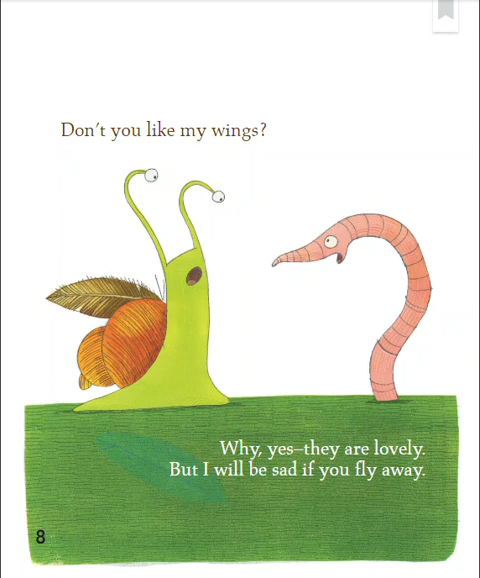 Don't you like my wings?
Why, yes–they are lovely.
But I will be sad if you fly away.
8